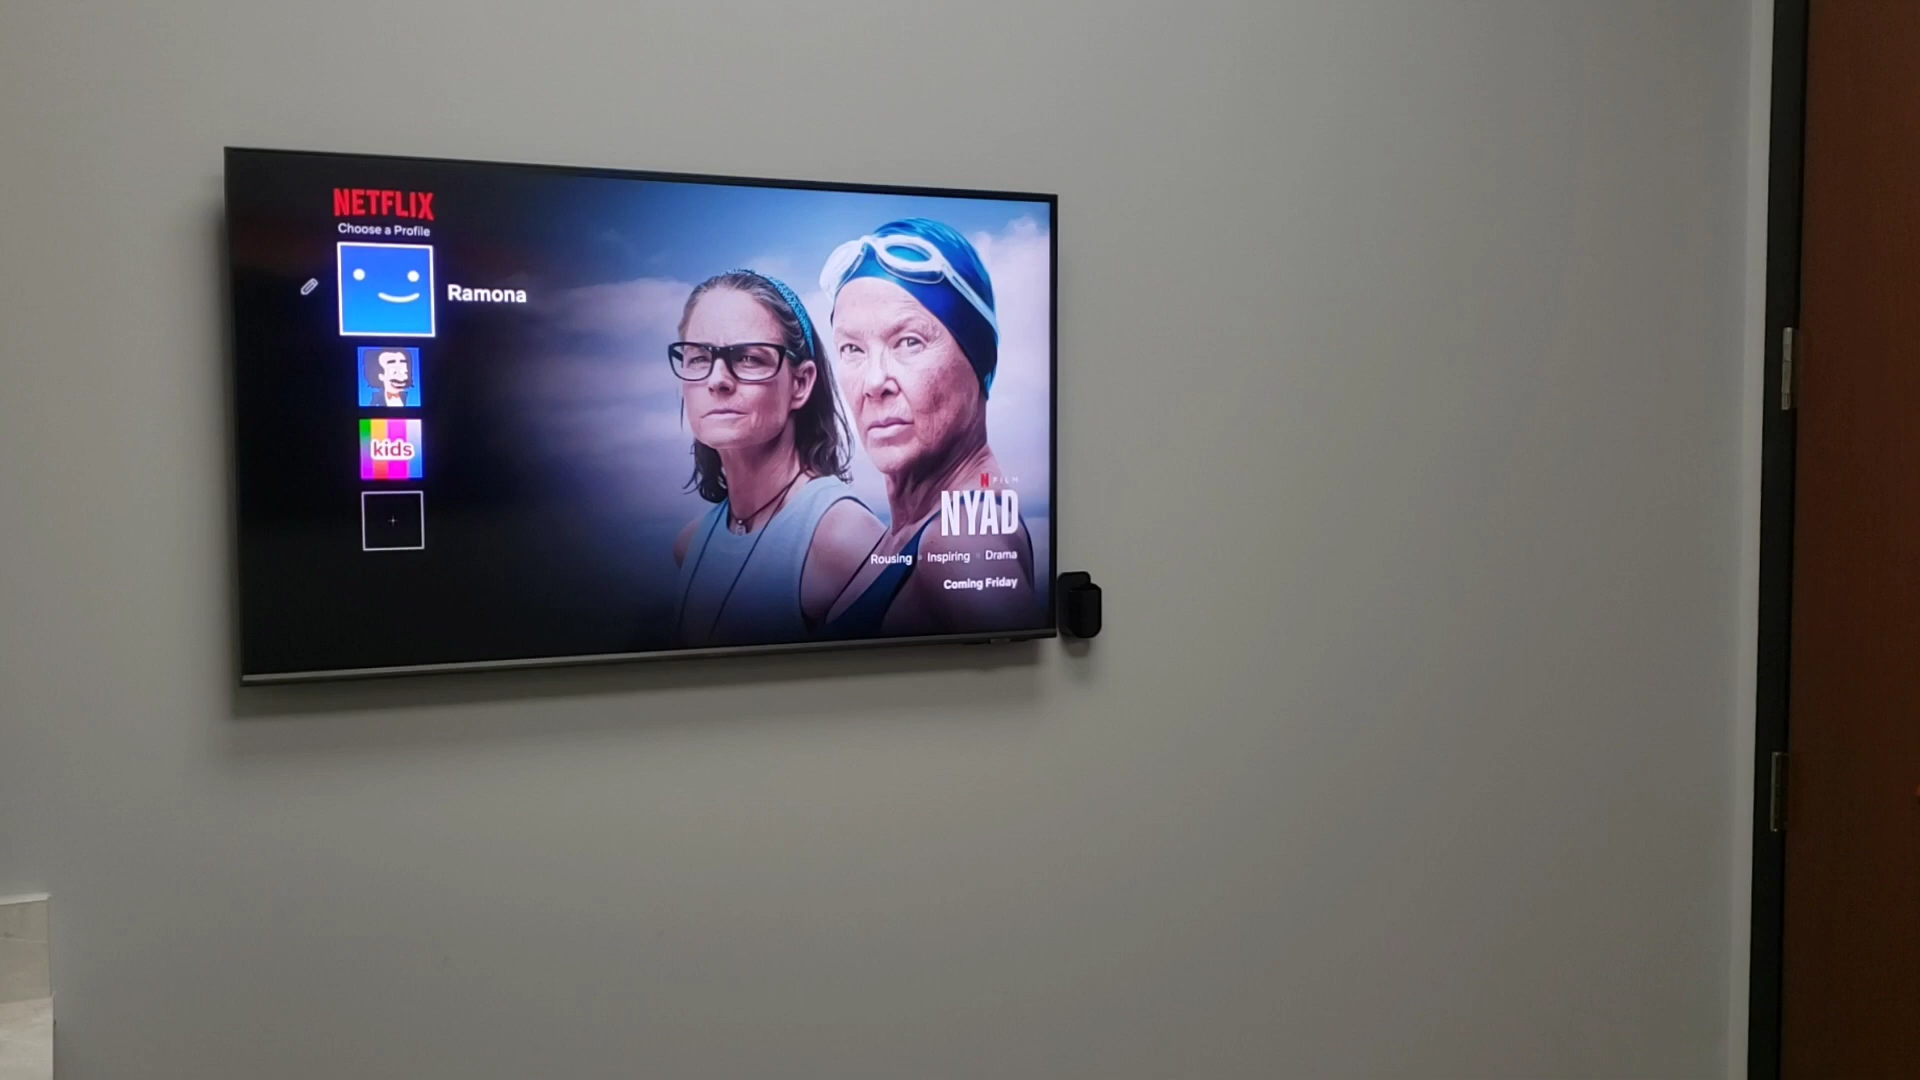 NETFLIX
Choose a Profile
Ramona
kids
N FILM
NYAD
Rousing Inspiring Drama
Coming Friday